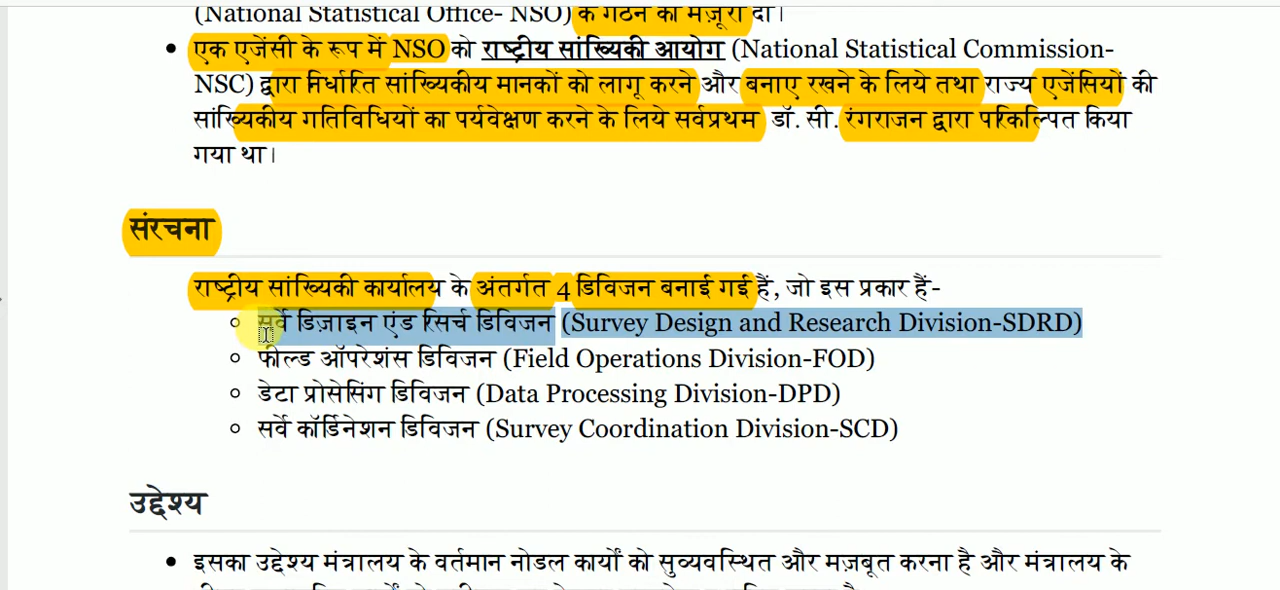 (National Statistical Office- NSO) के गठन को मंज़ूरी दी।
एक एजेंसी के रूप में NSO को राष्ट्रीय सांख्यिकी आयोग (National Statistical Commission-
NSC) द्वारा निर्धारित सांख्यिकीय मानकों को लागू करने और बनाए रखने के लिये तथा राज्य एजेंसियों की
सांख्यिकीय गतिविधियों का पर्यवेक्षण करने के लिये सर्वप्रथम डॉ. सी. रंगराजन द्वारा परिकल्पित किया
गया था।
संरचना
राष्ट्रीय सांख्यिकी कार्यालय के अंतर्गत 4 डिविजन बनाई गई हैं, जो इस प्रकार हैं-
सर्वे डिज़ाइन एंड रिसर्च डिविजन (Survey Design and Research Division-SDRD)
फील्ड ऑपरेशंस डिविजन (Field Operations Division-FOD)
डेटा प्रोसेसिंग डिविजन (Data Processing Division-DPD)
सर्वे कॉर्डिनेशन डिविजन (Survey Coordination Division-SCD)
उद्देश्य
इसका उद्देश्य मंत्रालय के वर्तमान नोडल कार्यों को सुव्यवस्थित और मज़बूत करना है और मंत्रालय के